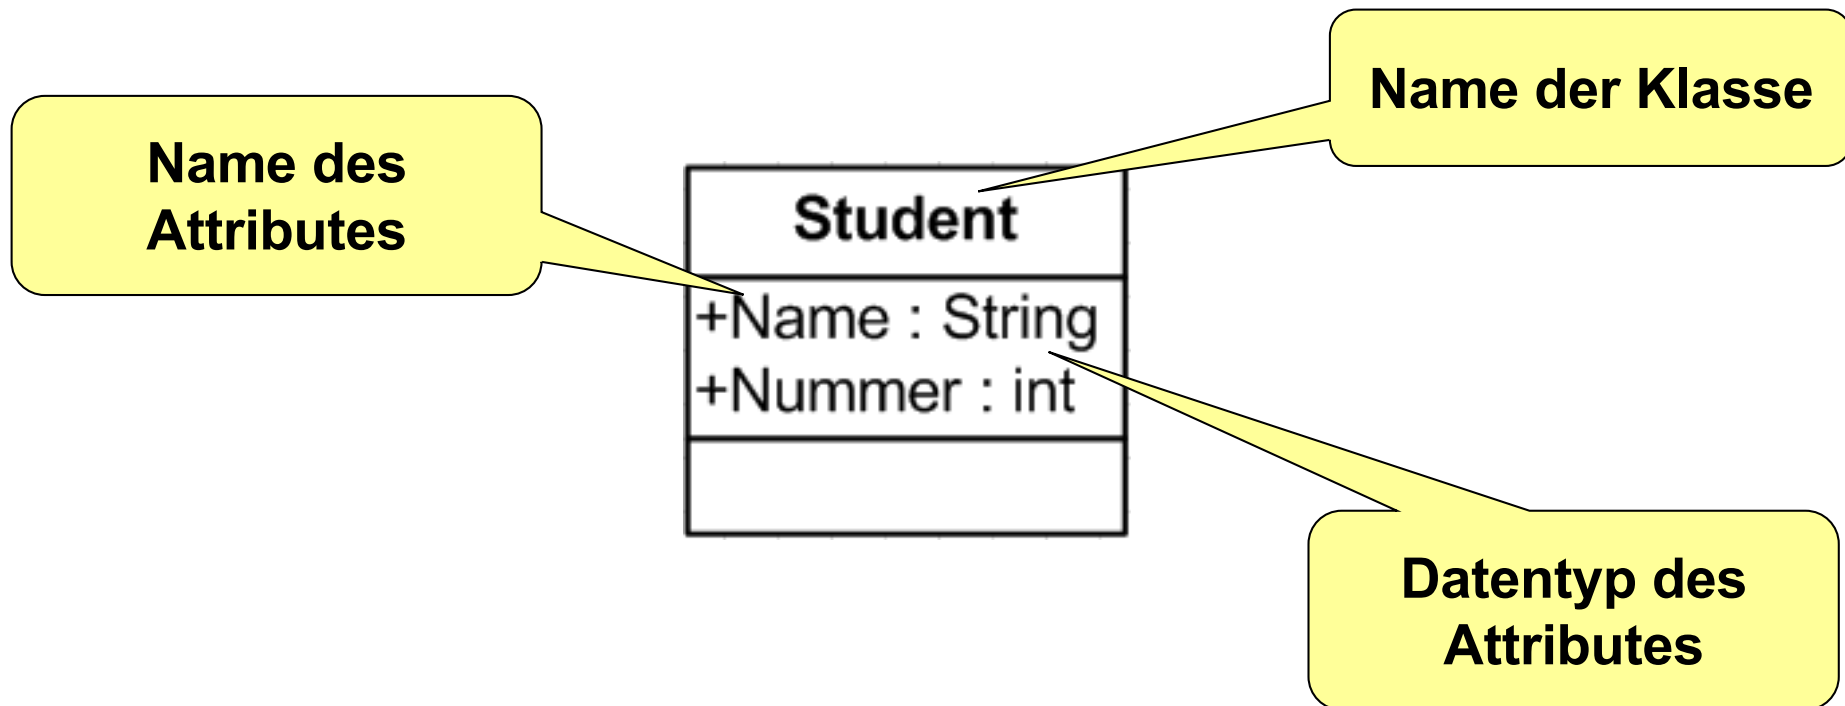 Name der Klasse
Name des
Attributes
Student
+Name : String
+Nummer : int
Datentyp des
Attributes